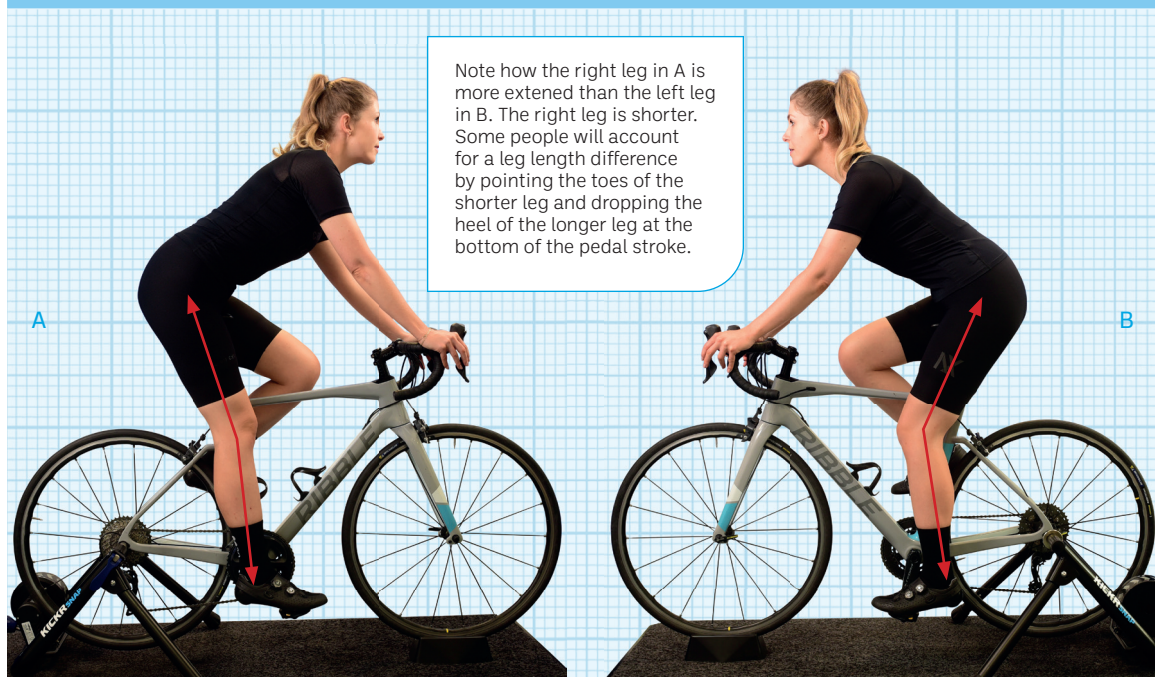 Note how the right leg in A is
more extened than the left leg
in B. The right leg is shorter.
Some people will account
for a leg length difference
by pointing the toes of the
shorter leg and dropping the
heel of the longer leg at the
bottom of the pedal stroke.
A
B
RIBBLE
RIBBLE
KICKR SNAP
KICKR SNAP